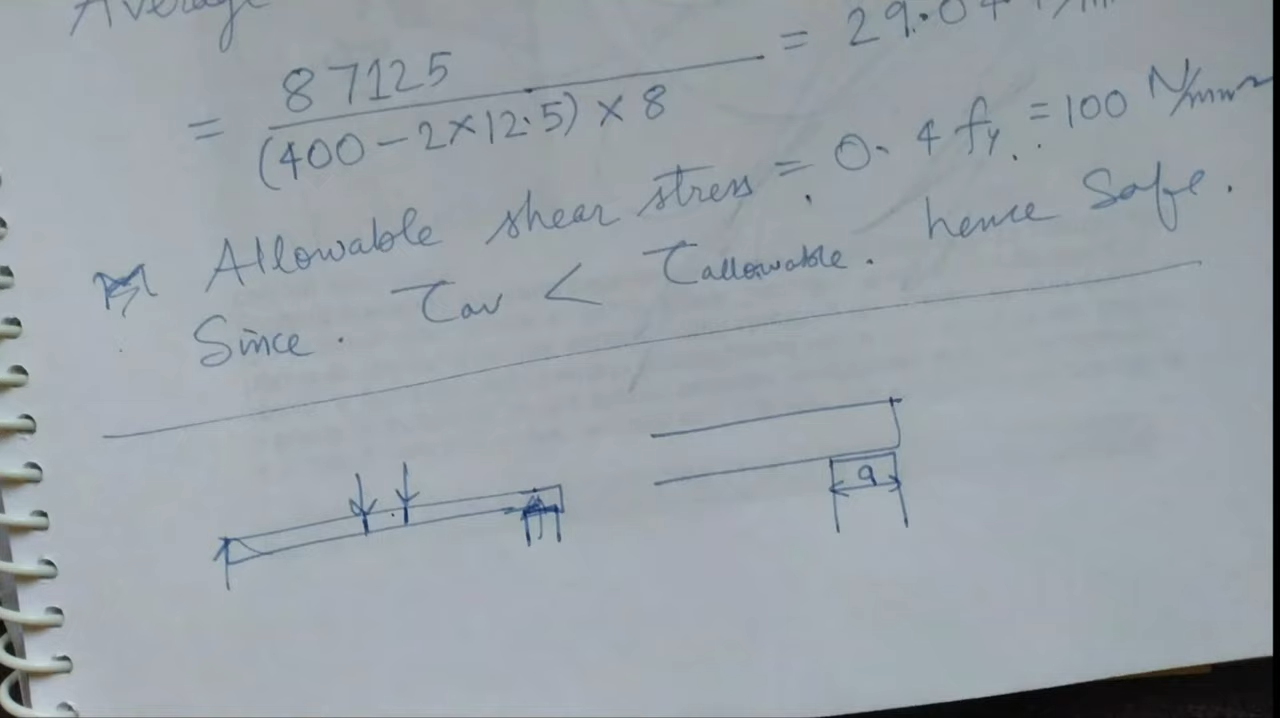 Average
= 87125 / (400 - 2 × 12.5) × 8 = 29.04
Allowable shear stress = 0.4 fy = 100 N/mm²
Since. τav < τallowable. hence Safe.
a